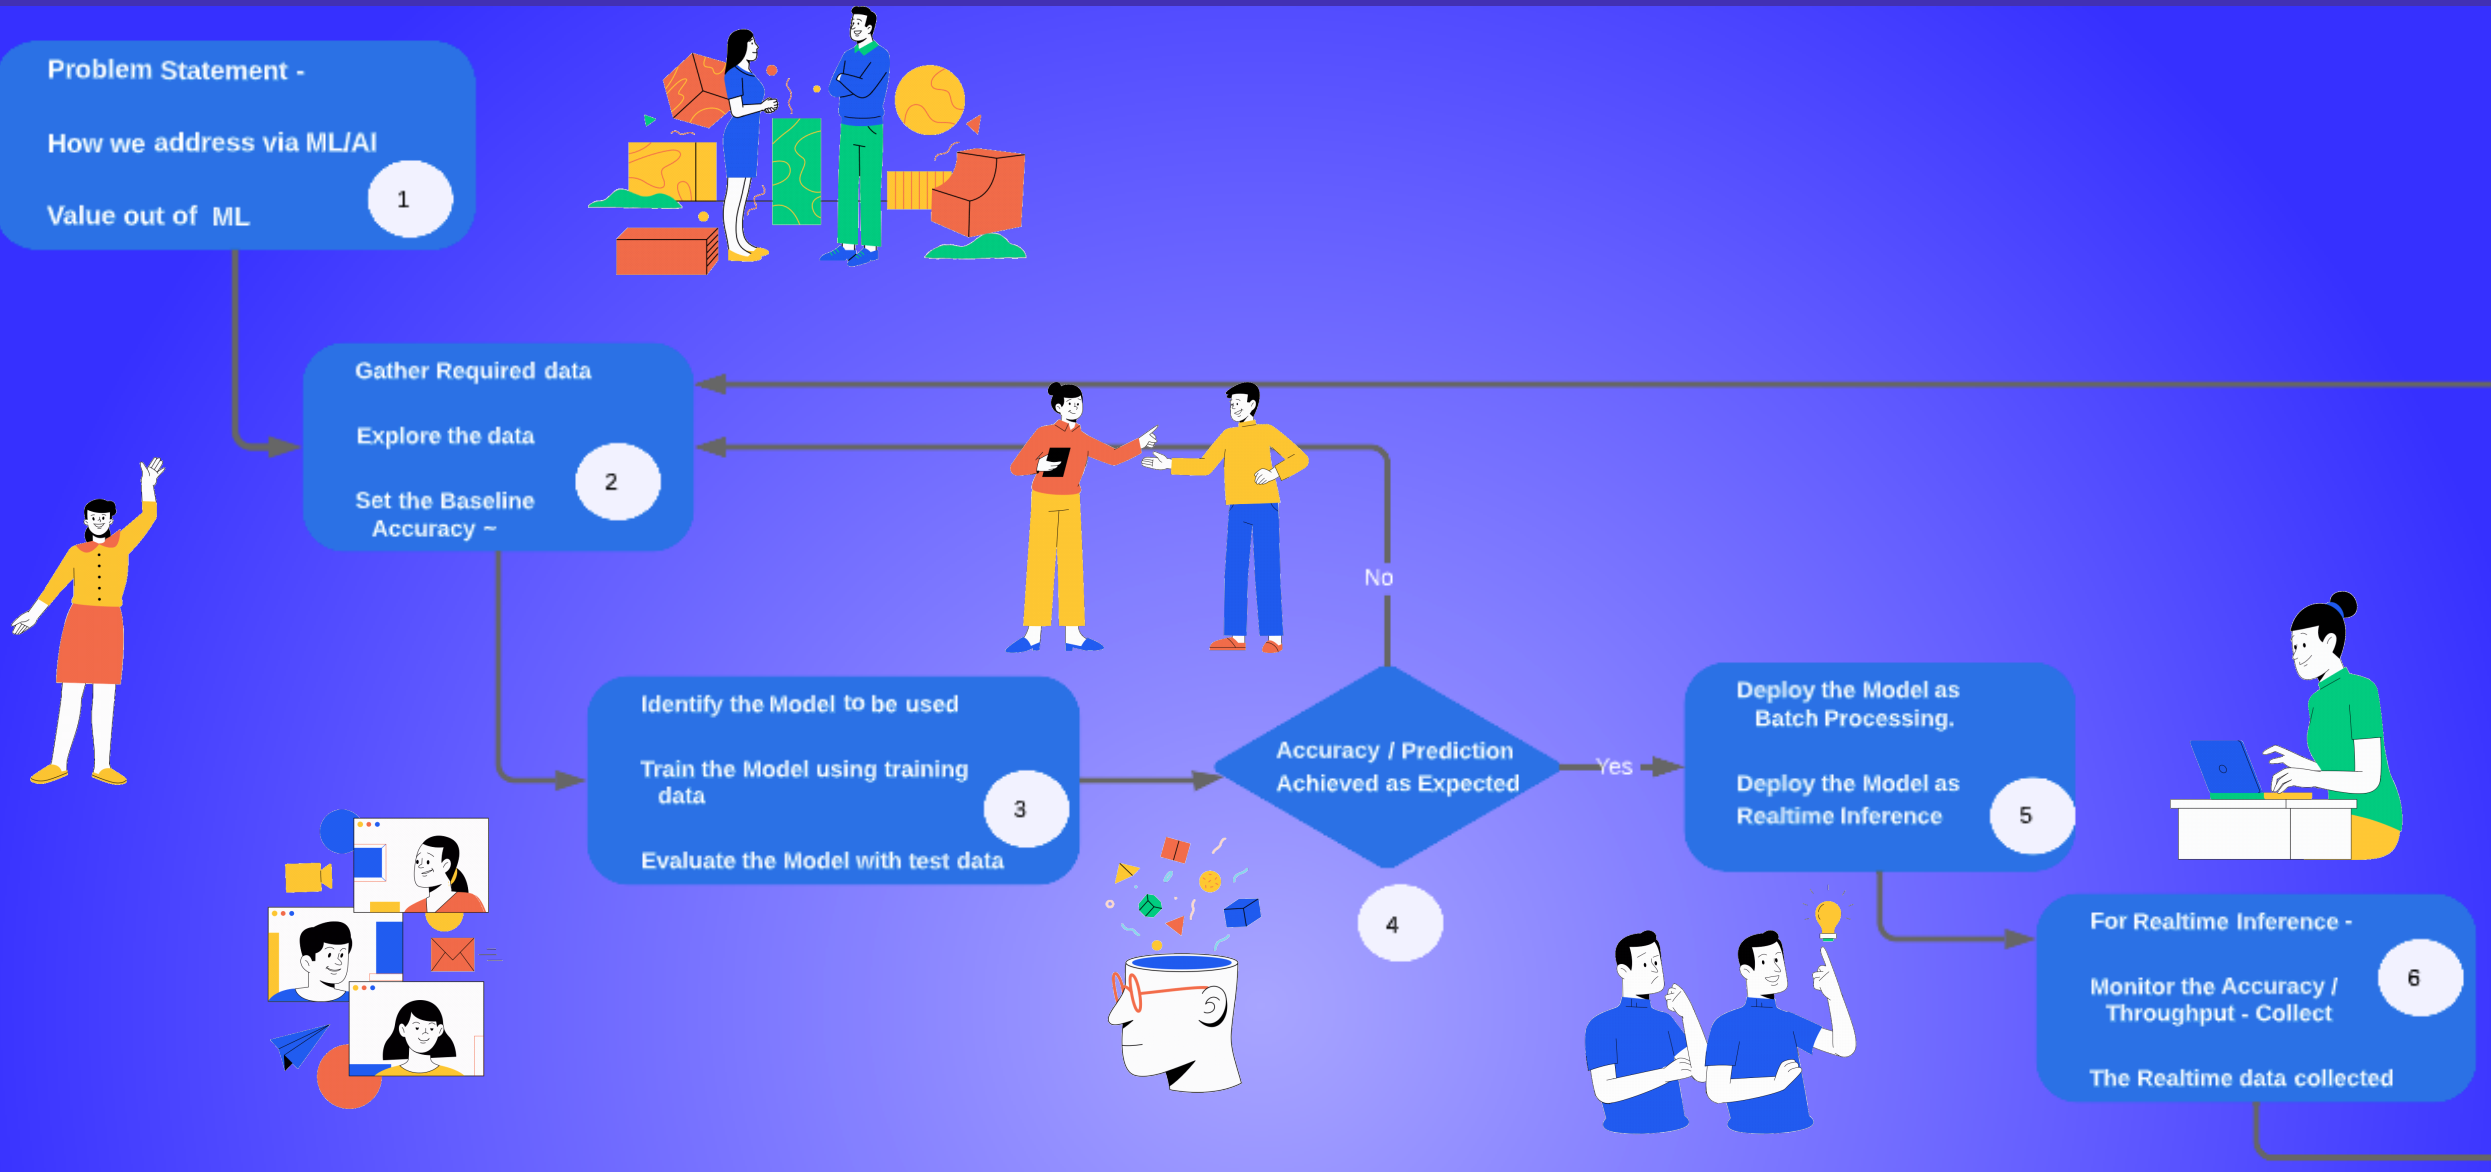 Problem Statement -
How we address via ML/AI
Value out of ML
1
Gather Required data
Explore the data
Set the Baseline
Accuracy ~
2
No
Identify the Model to be used
Train the Model using training
data
Evaluate the Model with test data
3
Accuracy / Prediction
Achieved as Expected
4
Yes
Deploy the Model as
Batch Processing.
Deploy the Model as
Realtime Inference
5
For Realtime Inference -
Monitor the Accuracy /
Throughput - Collect
The Realtime data collected
6